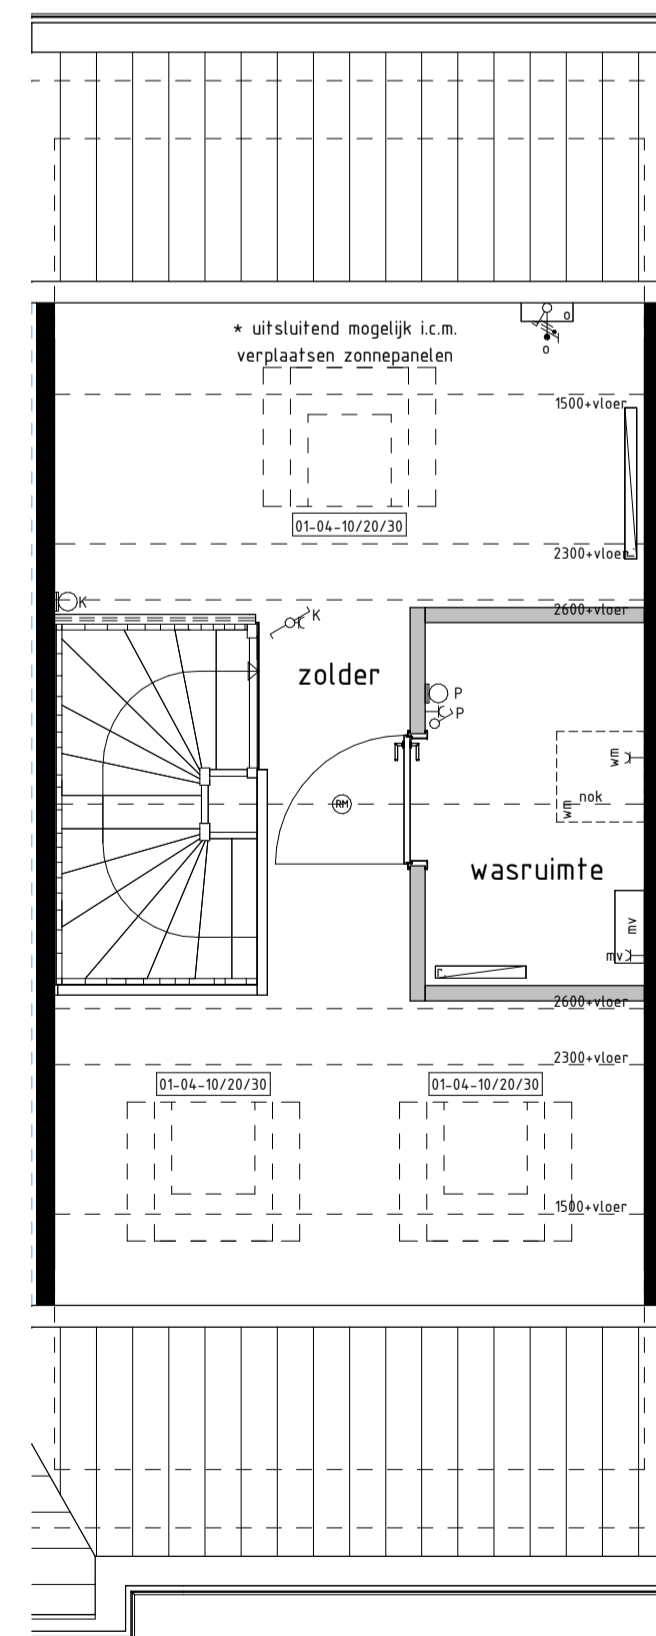 * uitsluitend mogelijk i.c.m.
verplaatsen zonnepanelen
o
o
1500+vloer
01-04-10/20/30
2300+vloer
r
K
2600+vloer
K
zolder
P
P
wm
nok
wm
RM
wasruimte
mv
mv
r
2600+vloer
2300+vloer
01-04-10/20/30
01-04-10/20/30
1500+vloer